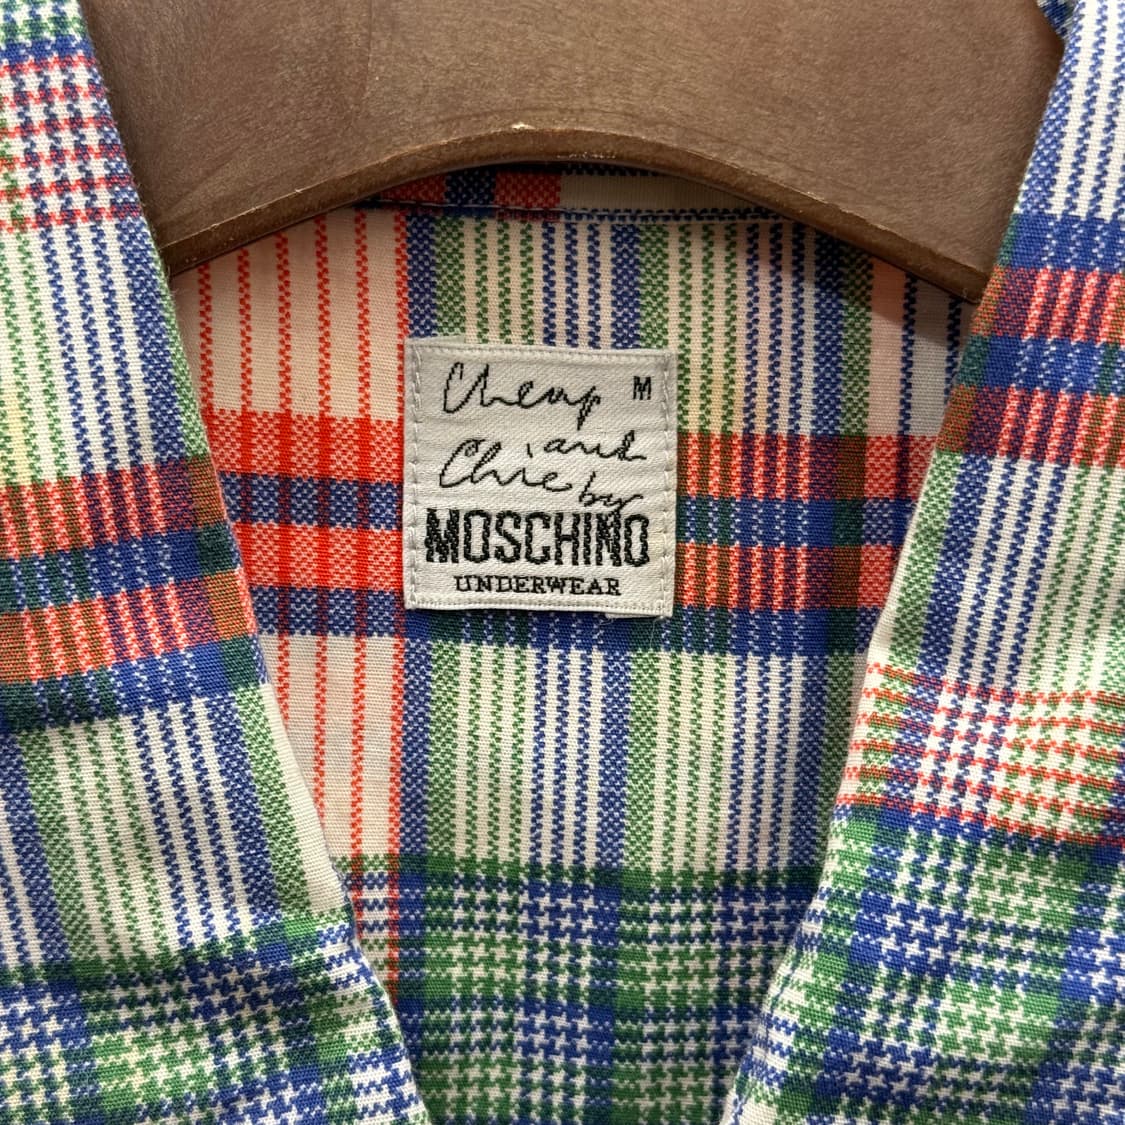 Cheap M
and
Chic by
MOSCHINO
UNDERWEAR